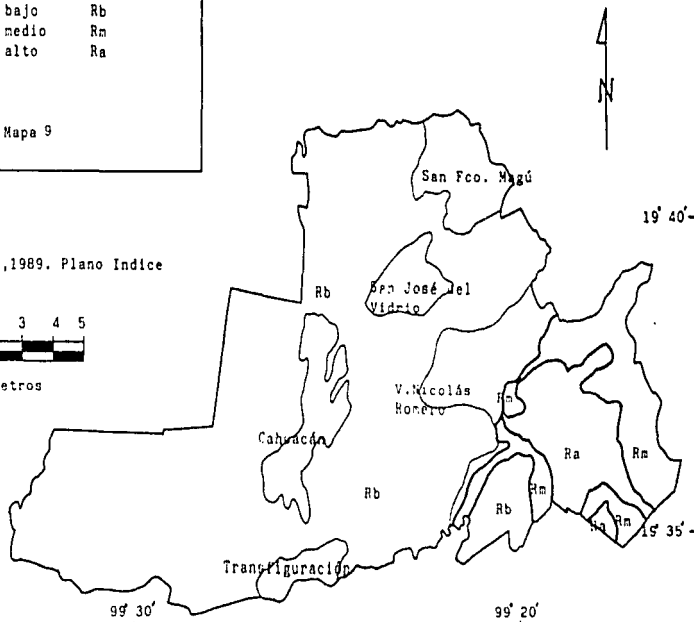 bajo Rb
medio Rm
alto Ra
Mapa 9
N
San Fco. Magú
19° 40'
,1989. Plano Indice
Rb
San José del
Vidrio
3 4 5
etros
V.Nicolás
Romero
Rm
Cahuacán
Ra
Rm
Rb
Rb
Rm
Rm
19° 35'
Transfiguración
99° 30'
99° 20'